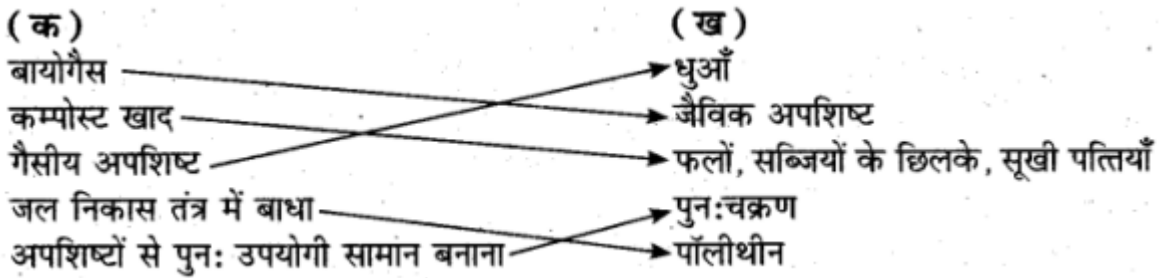 (क) (ख)
बायोगैस धुआँ
कम्पोस्ट खाद जैविक अपशिष्ट
गैसीय अपशिष्ट फलों, सब्जियों के छिलके, सूखी पत्तियाँ
जल निकास तंत्र में बाधा पुन:चक्रण
अपशिष्टों से पुन: उपयोगी सामान बनाना पॉलीथीन